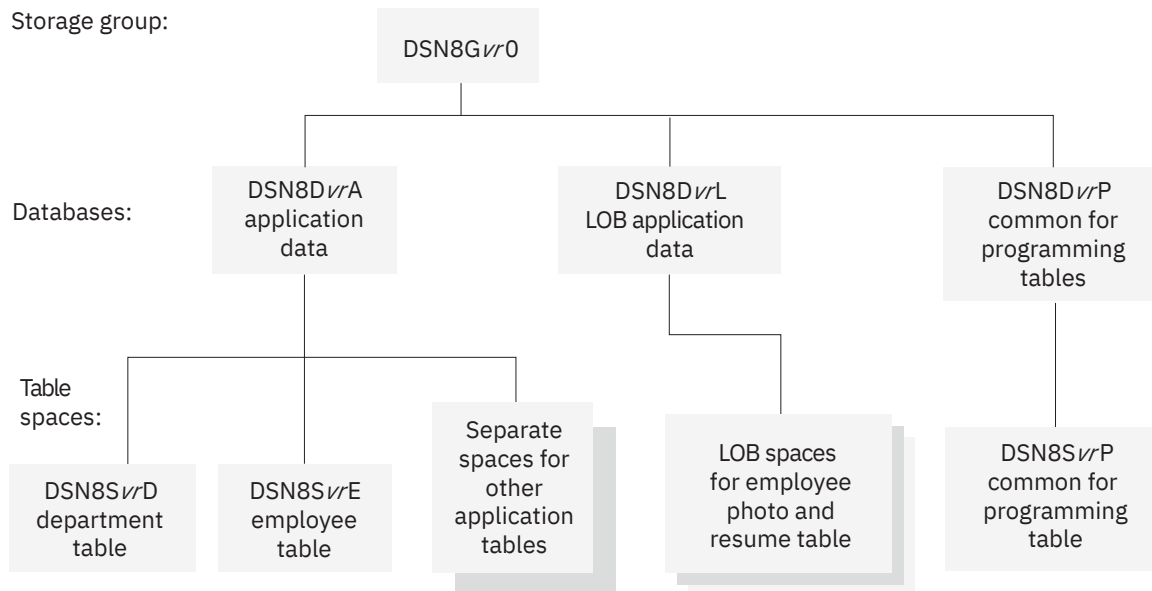 Storage group:
DSN8Gvr0
Databases:
DSN8DvrA
application
data
DSN8DvrL
LOB application
data
DSN8DvrP
common for
programming
tables
Table
spaces:
DSN8SvrD
department
table
DSN8SvrE
employee
table
Separate
spaces for
other
application
tables
LOB spaces
for employee
photo and
resume table
DSN8SvrP
common for
programming
table